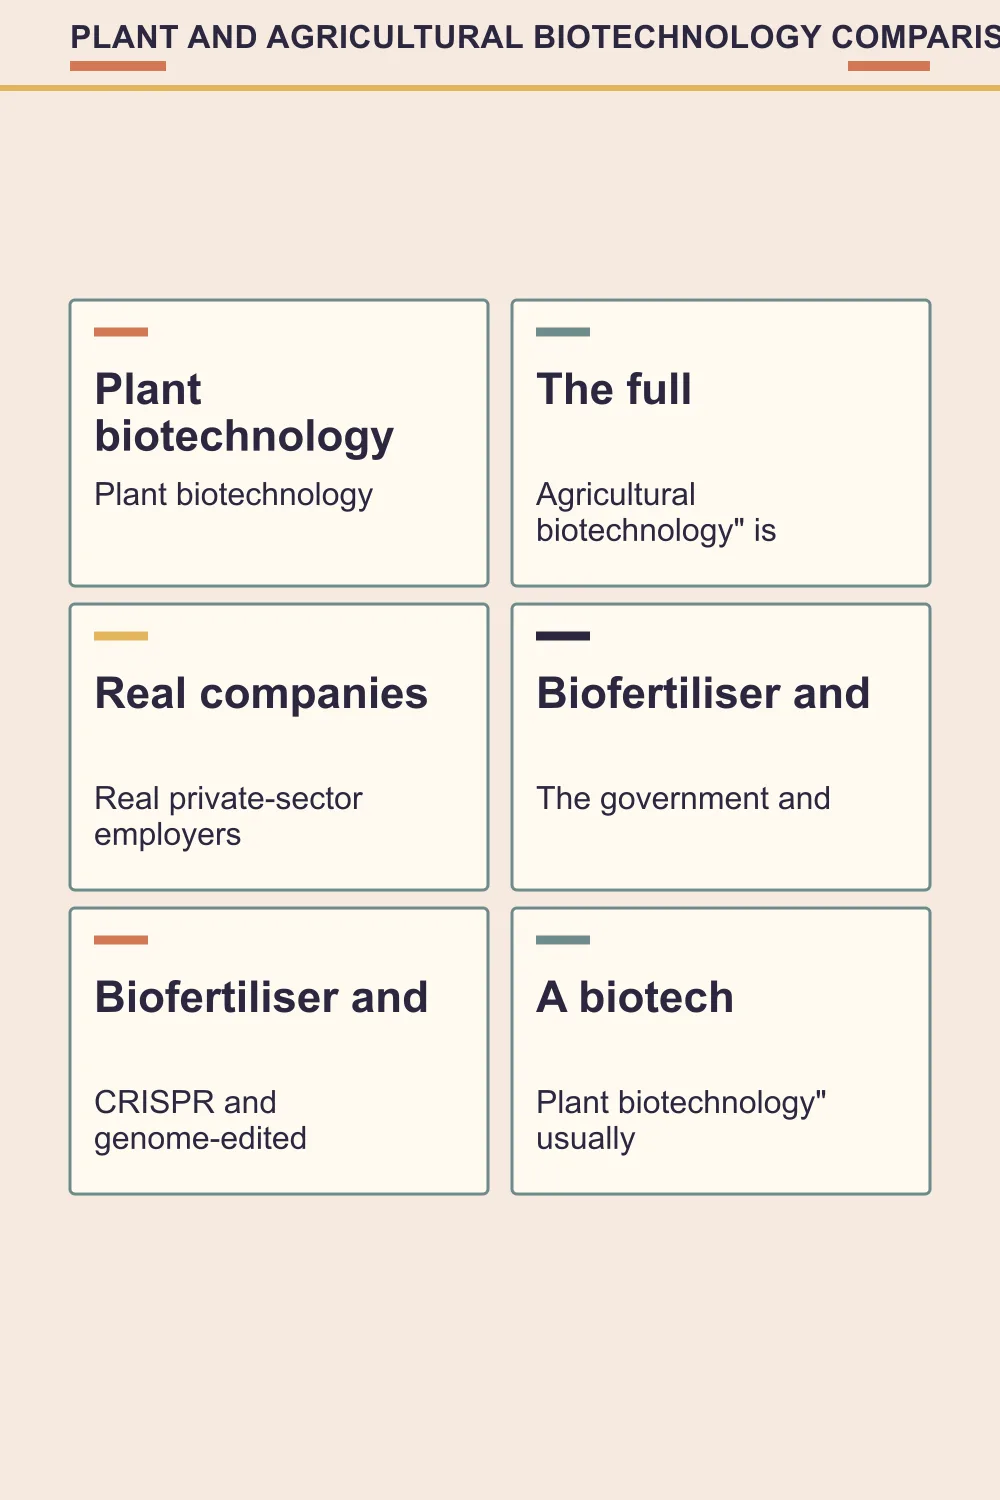 PLANT AND AGRICULTURAL BIOTECHNOLOGY COMPARIS
Plant
biotechnology
Plant biotechnology
The full
Agricultural
biotechnology" is
Real companies
Real private-sector
employers
Biofertiliser and
The government and
Biofertiliser and
CRISPR and
genome-edited
A biotech
Plant biotechnology"
usually